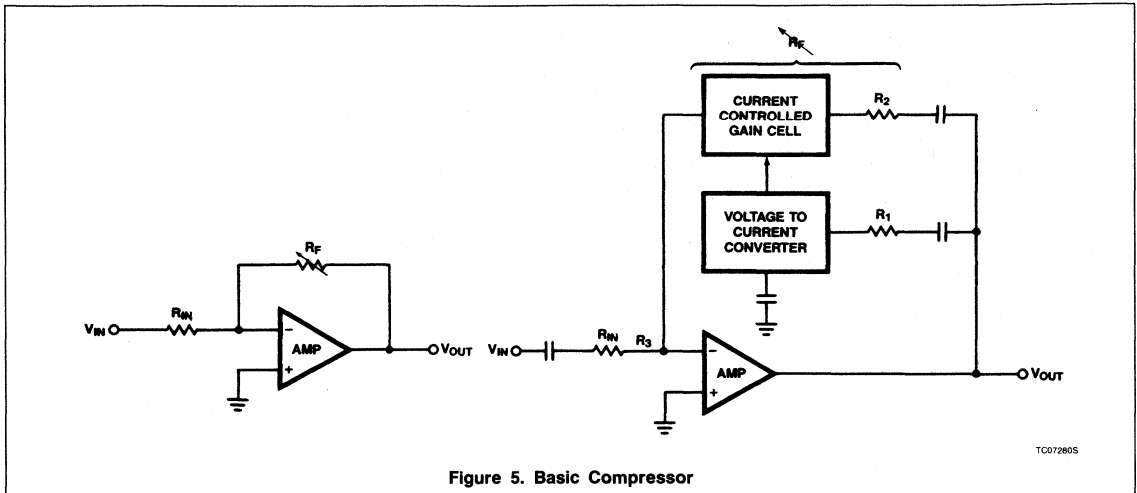 RF
CURRENT
CONTROLLED
GAIN CELL
R2
VOLTAGE TO
CURRENT
CONVERTER
R1
RF
RIN
VIN
−
AMP
+
VOUT
VIN
RIN
R3
−
AMP
+
VOUT
TC07280S
Figure 5. Basic Compressor